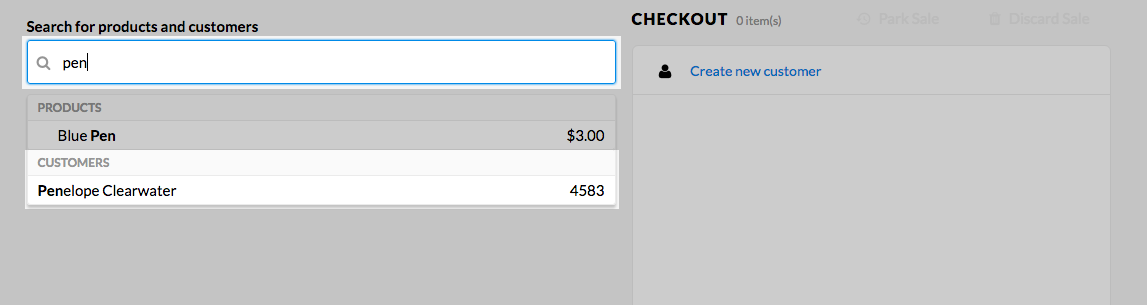 Search for products and customers
pen
PRODUCTS
Blue Pen $3.00
CUSTOMERS
Penelope Clearwater 4583
CHECKOUT 0 item(s) Park Sale Discard Sale
Create new customer